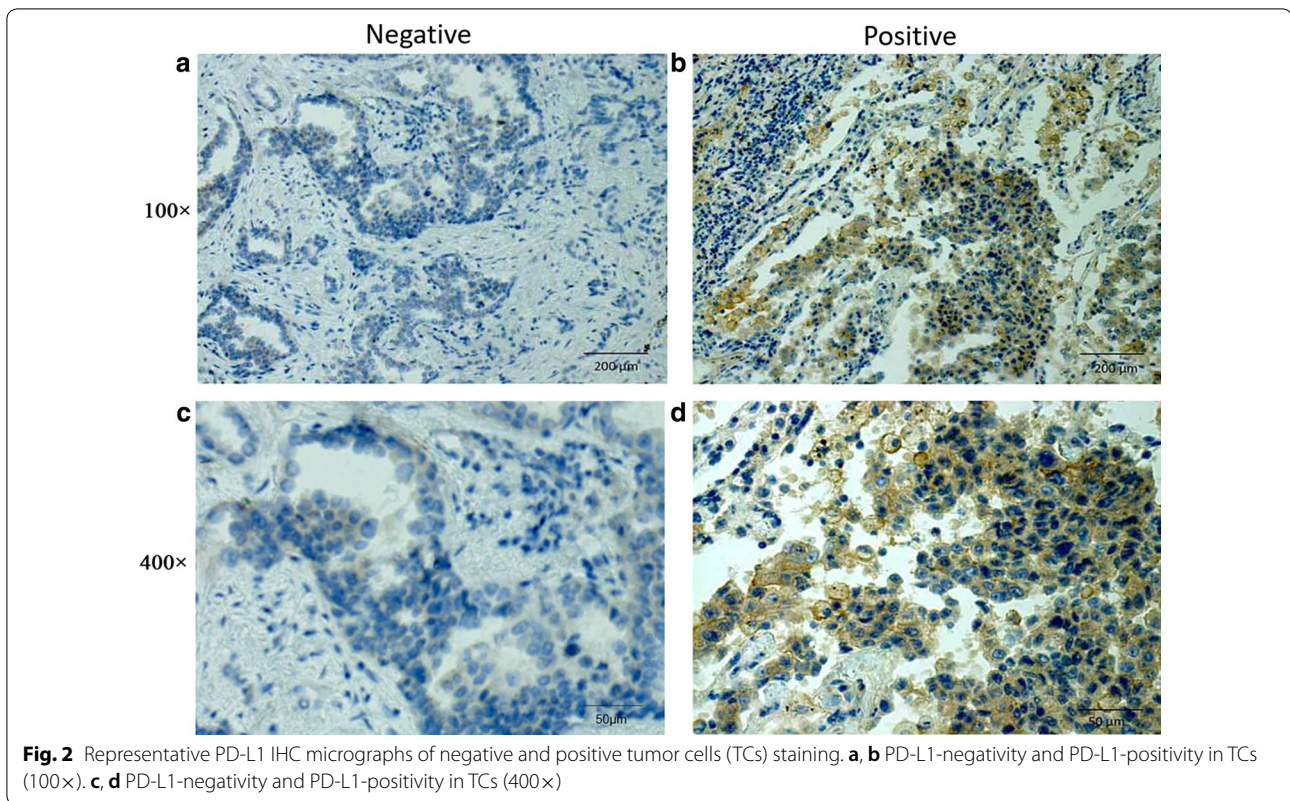 Negative
Positive
a
b
100×
200 µm
200 µm
c
d
400×
50µm
50 µm
Fig. 2 Representative PD-L1 IHC micrographs of negative and positive tumor cells (TCs) staining. a, b PD-L1-negativity and PD-L1-positivity in TCs
(100×). c, d PD-L1-negativity and PD-L1-positivity in TCs (400×)